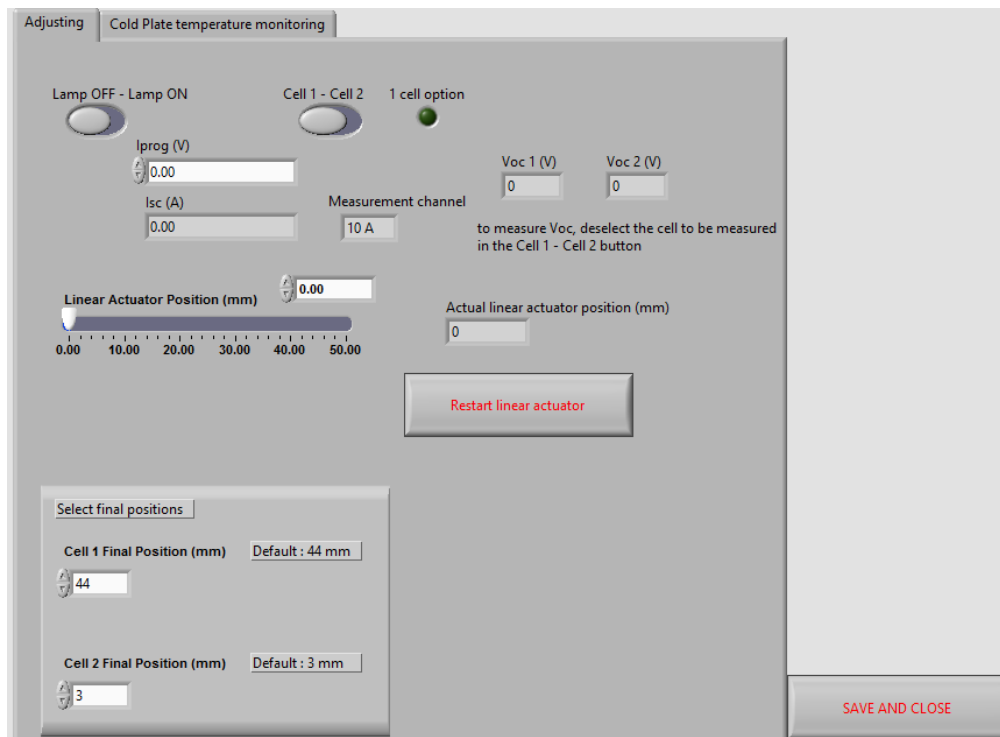 Adjusting
Cold Plate temperature monitoring
Lamp OFF - Lamp ON
Cell 1 - Cell 2
1 cell option
Iprog (V)
0.00
Voc 1 (V)
Voc 2 (V)
0
0
Isc (A)
Measurement channel
0.00
10 A
to measure Voc, deselect the cell to be measured
in the Cell 1 - Cell 2 button
Linear Actuator Position (mm)
0.00
0.00 10.00 20.00 30.00 40.00 50.00
Actual linear actuator position (mm)
0
Restart linear actuator
Select final positions
Cell 1 Final Position (mm)
Default : 44 mm
44
Cell 2 Final Position (mm)
Default : 3 mm
3
SAVE AND CLOSE